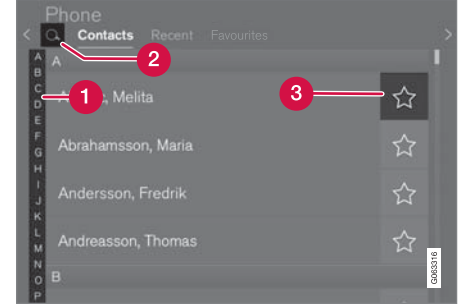 Phone
Contacts Recent Favourites
2
A
A
B
C
D
E
F
G
H
I
J
K
L
M
N
O
P
1
Melita
3
Abrahamsson, Maria
Andersson, Fredrik
Andreasson, Thomas
B
G063316